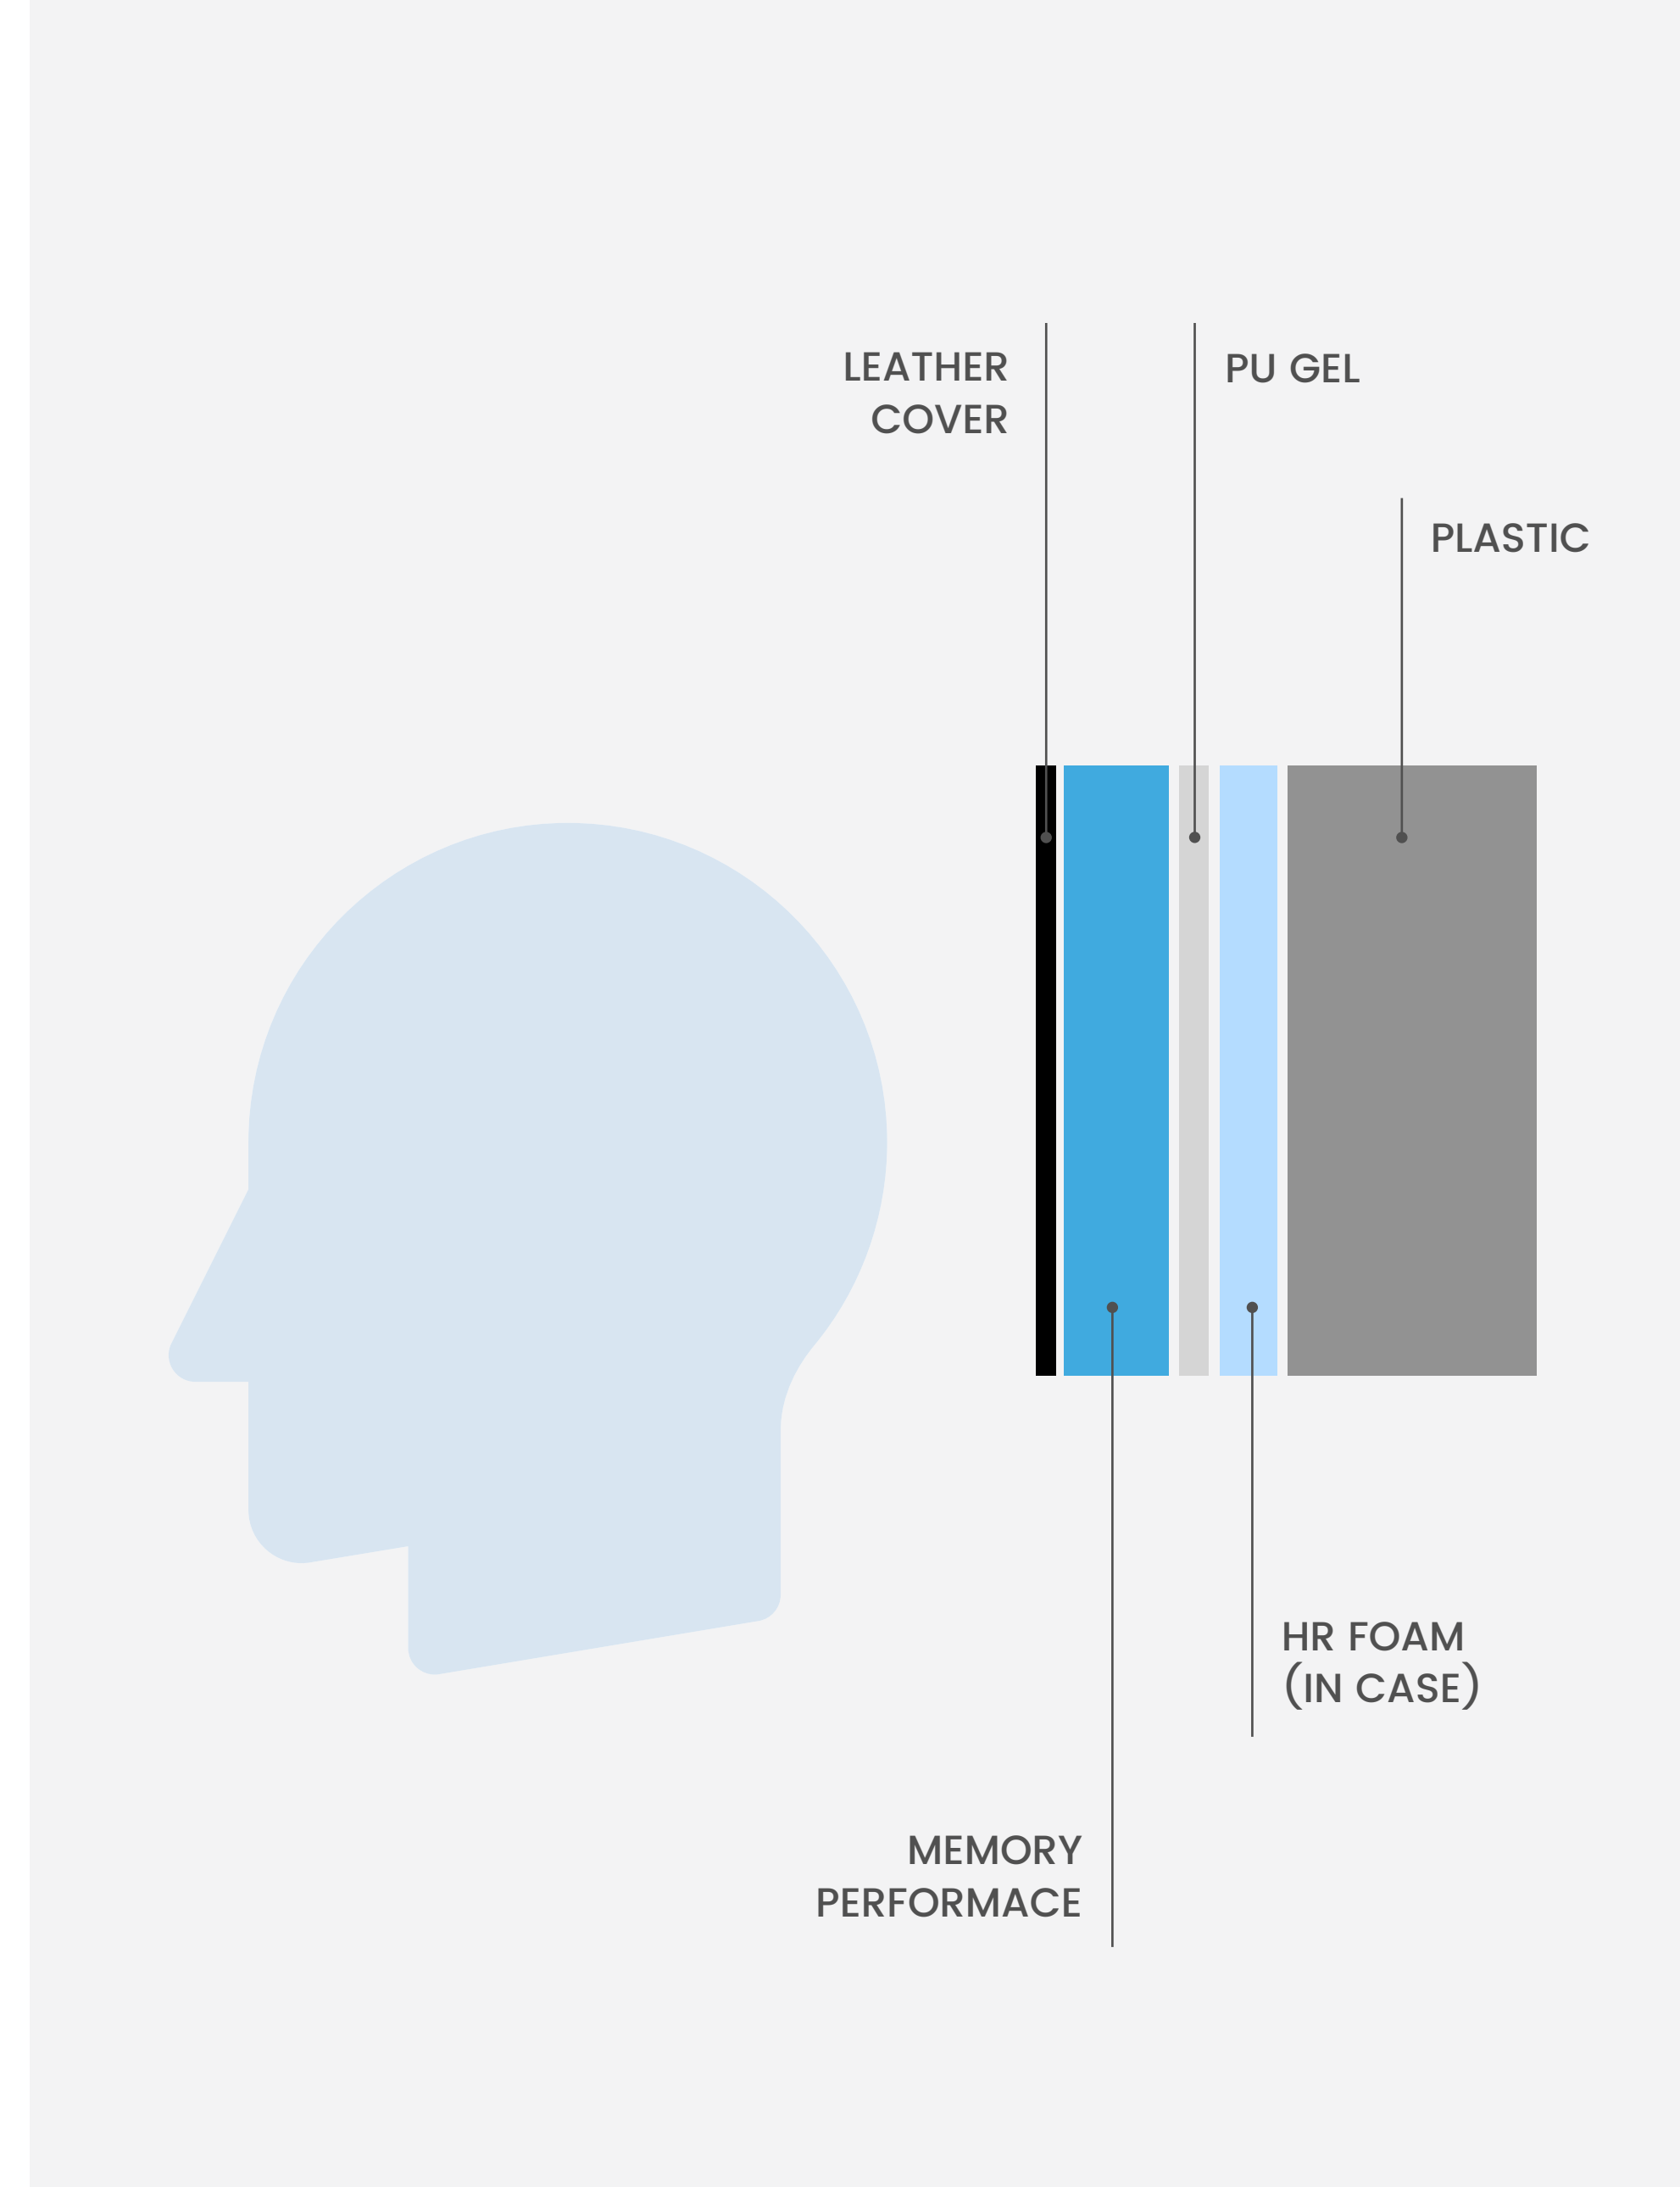 LEATHER
COVER
PU GEL
PLASTIC
HR FOAM
(IN CASE)
MEMORY
PERFORMACE